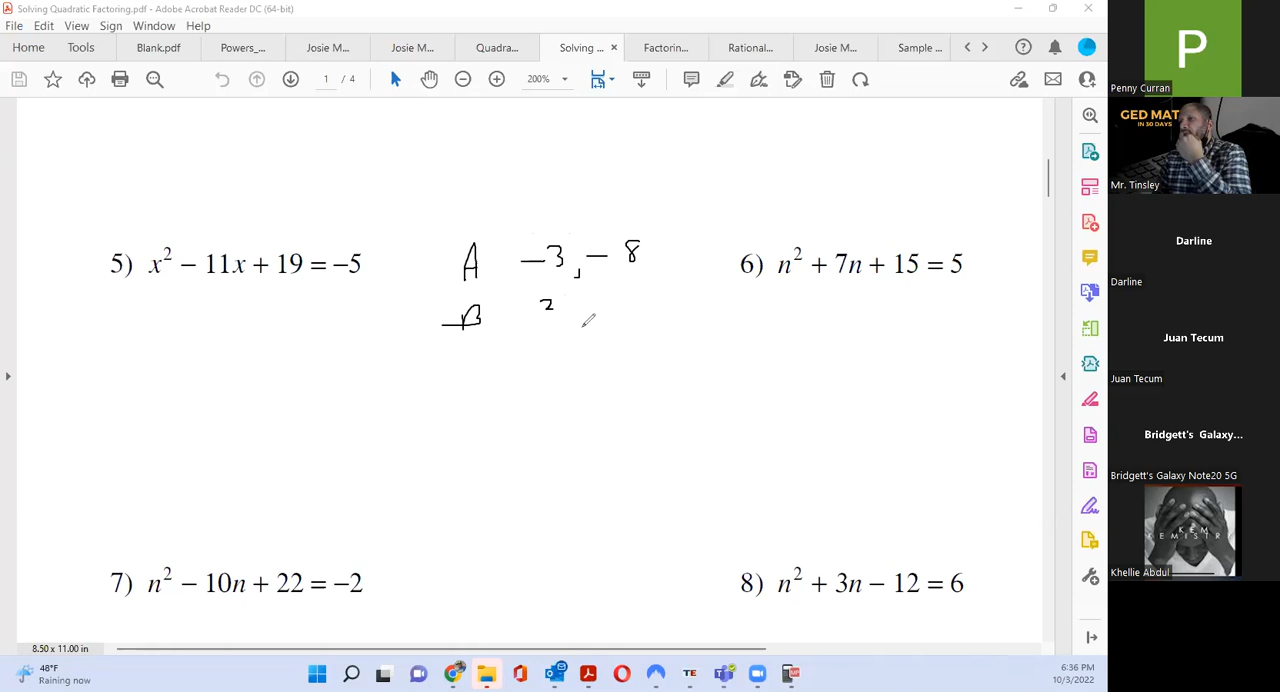 Solving Quadratic Factoring.pdf - Adobe Acrobat Reader DC (64-bit)
File Edit View Sign Window Help
Home Tools Blank.pdf Powers_... Josie M... Josie M... Quadra... Solving ... × Factorin... Rational... Josie M... Sample ...
1 / 4 200%
5) x² − 11x + 19 = −5
A −3, −8
B 3
6) n² + 7n + 15 = 5
7) n² − 10n + 22 = −2
8) n² + 3n − 12 = 6
8.50 x 11.00 in
P
Penny Curran
GED MAT
IN 30 DAYS
Mr. Tinsley
Darline
Darline
Juan Tecum
Juan Tecum
Bridgett's Galaxy...
Bridgett's Galaxy Note20 5G
KEM
Khellie Abdul
48°F
Raining now
TE
6:36 PM
10/3/2022